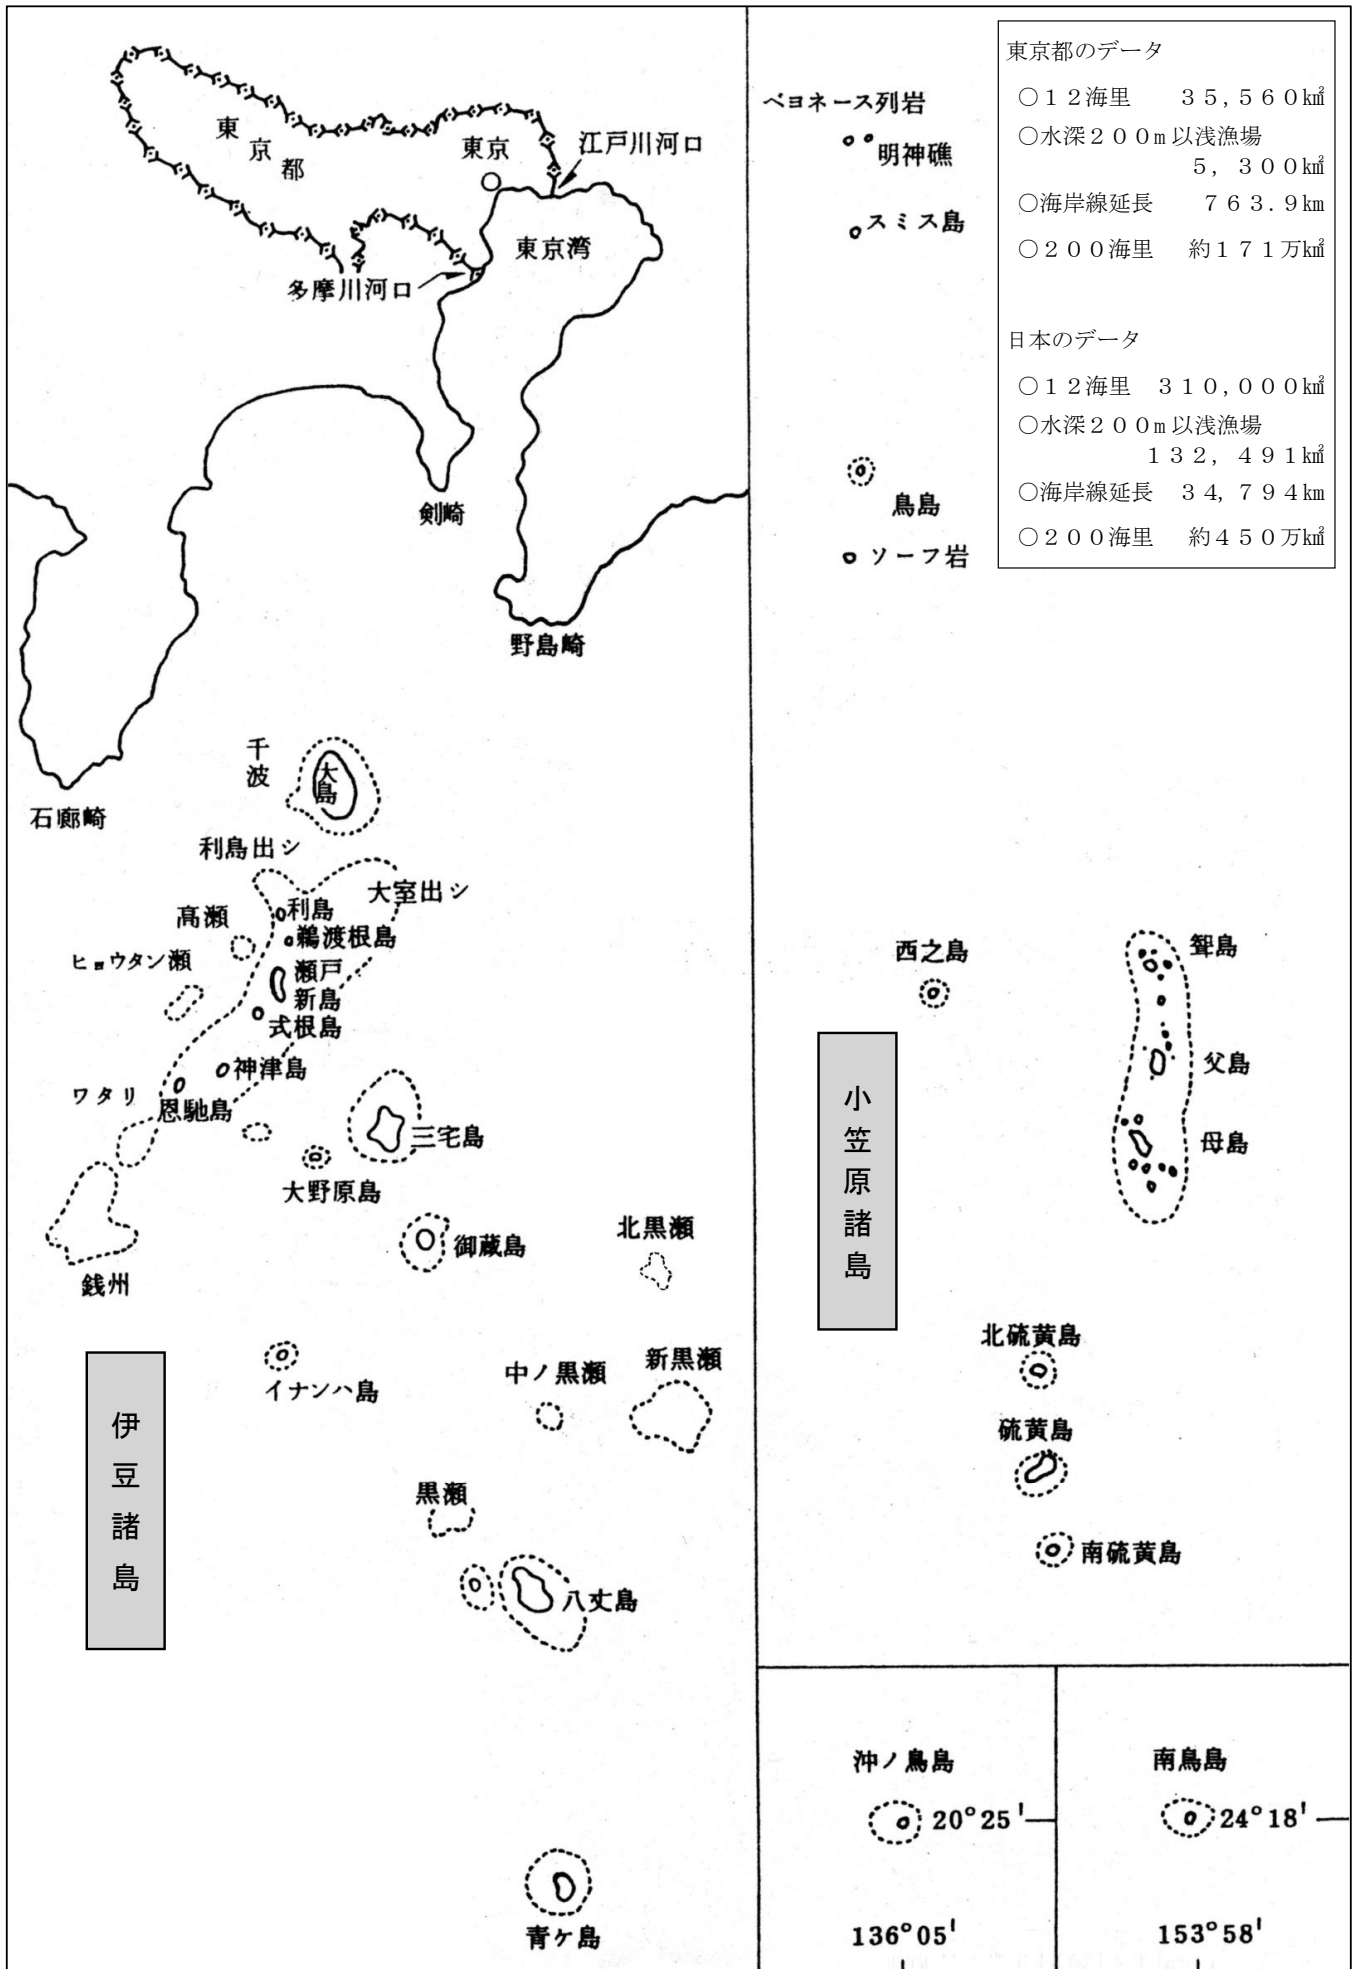 東京都
東京
江戸川河口
東京湾
多摩川河口
剣崎
野島崎
石廊崎
千波
大島
利島出シ
大室出シ
高瀬
利島
鵜渡根島
ヒョウタン瀬
瀬戸
新島
式根島
神津島
ワタリ
恩馳島
三宅島
大野原島
御蔵島
北黒瀬
銭州
イナンハ島
中ノ黒瀬
新黒瀬
伊豆諸島
黒瀬
八丈島
青ケ島
ベヨネース列岩
明神礁
スミス島
鳥島
ソーフ岩
東京都のデータ
○12海里 35,560㎢
○水深200m以浅漁場
5,300㎢
○海岸線延長 763.9km
○200海里 約171万㎢
日本のデータ
○12海里 310,000㎢
○水深200m以浅漁場
132,491㎢
○海岸線延長 34,794km
○200海里 約450万㎢
西之島
聟島
父島
母島
小笠原諸島
北硫黄島
硫黄島
南硫黄島
沖ノ鳥島
20°25'
136°05'
南鳥島
24°18'
153°58'